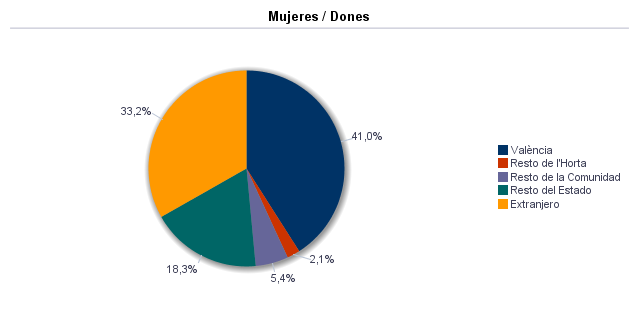 Mujeres / Dones
33,2%
41,0%
18,3%
5,4%
2,1%
València
Resto de l'Horta
Resto de la Comunidad
Resto del Estado
Extranjero